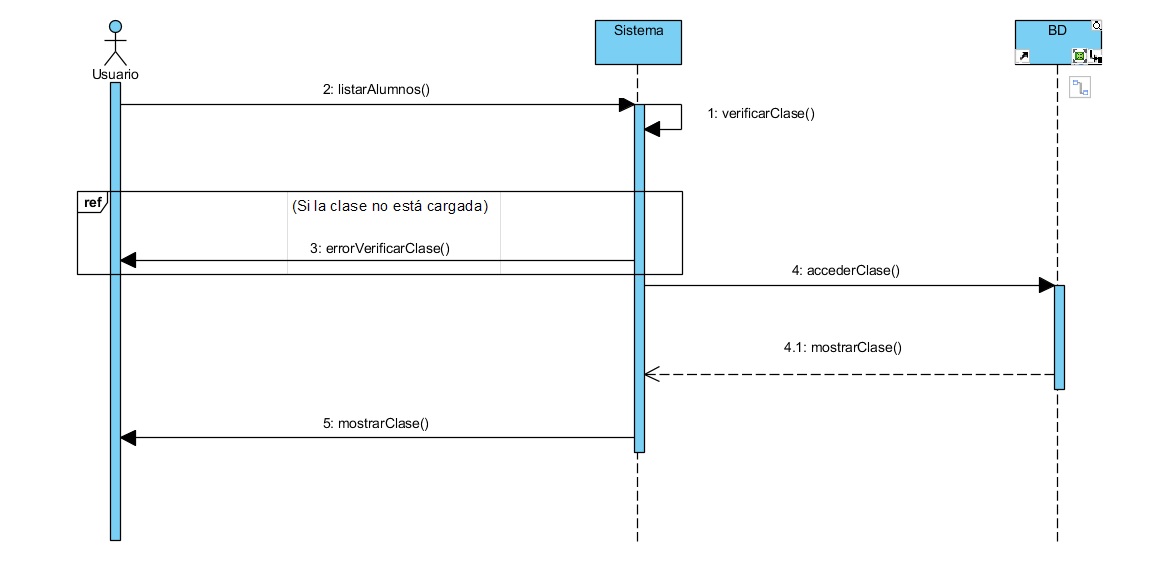 Sistema
BD
Usuario
2: listarAlumnos()
1: verificarClase()
ref
(Si la clase no está cargada)
3: errorVerificarClase()
4: accederClase()
4.1: mostrarClase()
5: mostrarClase()